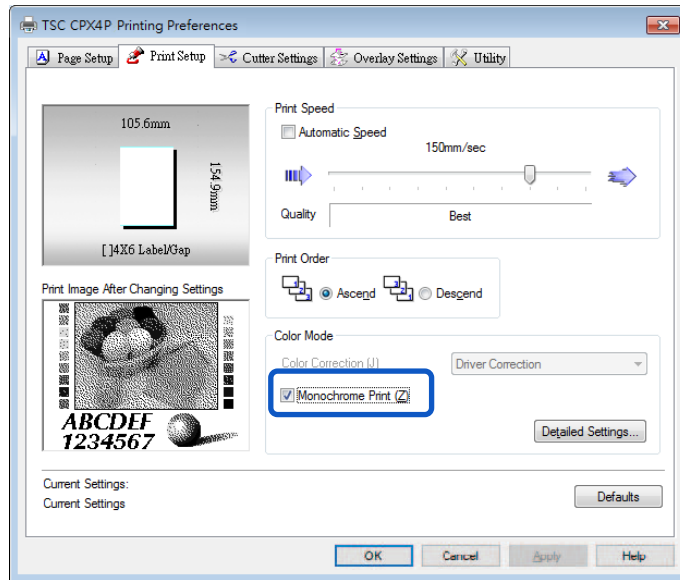 TSC CPX4P Printing Preferences
Page Setup Print Setup Cutter Settings Overlay Settings Utility
105.6mm
154.9mm
[ ]4X6 Label/Gap
Print Speed
Automatic Speed
150mm/sec
Quality Best
Print Order
Ascend Descend
Print Image After Changing Settings
ABCDEF
1234567
Color Mode
Color Correction (J) Driver Correction
Monochrome Print (Z)
Detailed Settings...
Current Settings:
Current Settings
Defaults
OK Cancel Apply Help